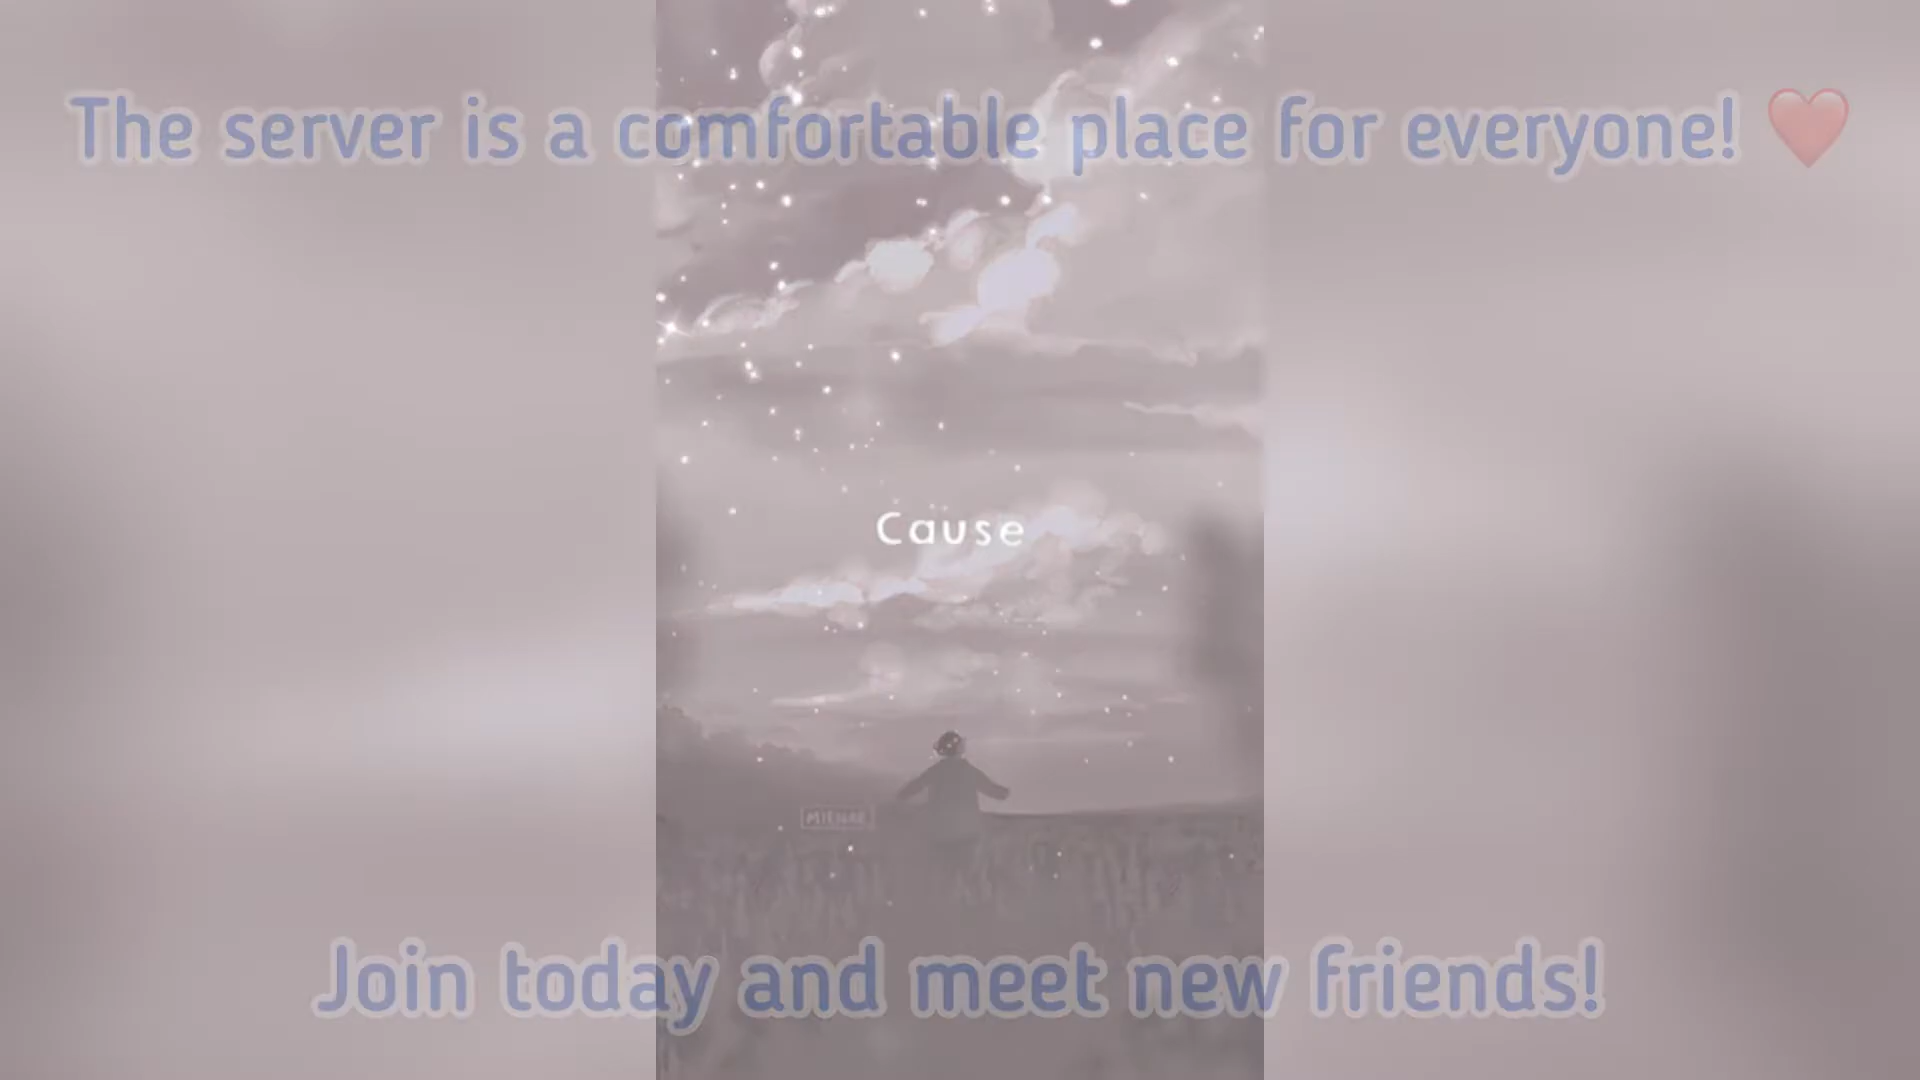 The server is a comfortable place for everyone! ❤️
Cause
Join today and meet new friends!